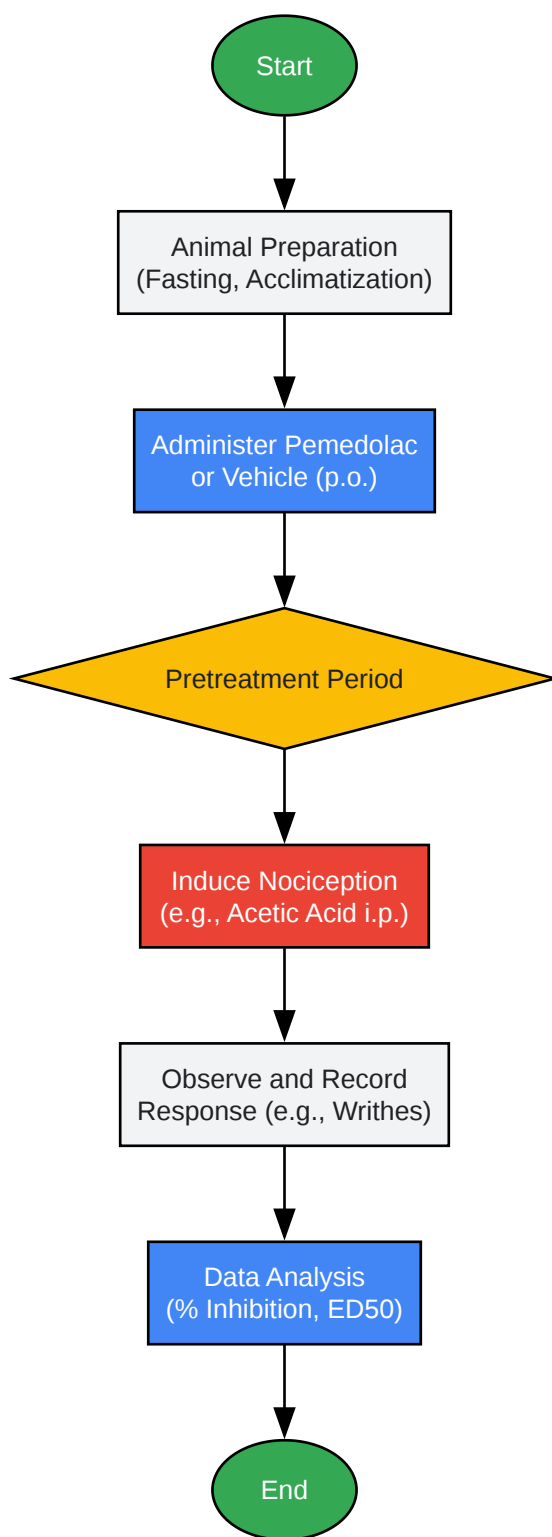 Start
Animal Preparation
(Fasting, Acclimatization)
Administer Pemedolac
or Vehicle (p.o.)
Pretreatment Period
Induce Nociception
(e.g., Acetic Acid i.p.)
Observe and Record
Response (e.g., Writhes)
Data Analysis
(% Inhibition, ED50)
End